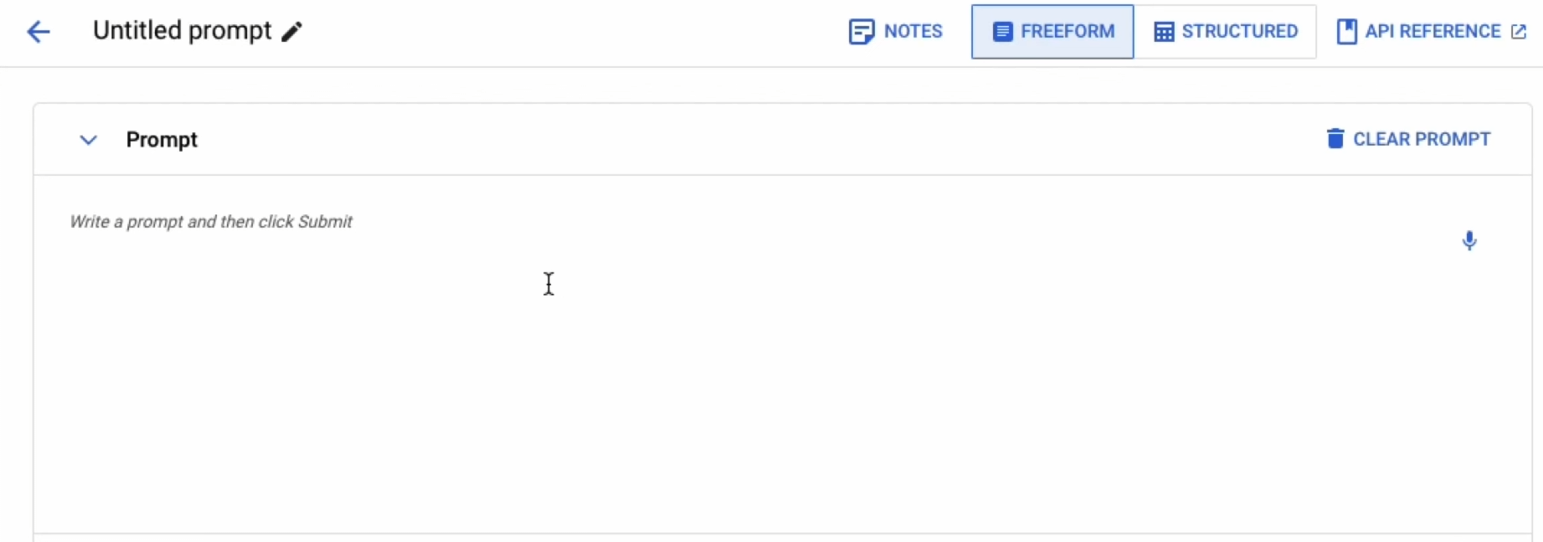 Untitled prompt
NOTES
FREEFORM
STRUCTURED
API REFERENCE
Prompt
CLEAR PROMPT
Write a prompt and then click Submit